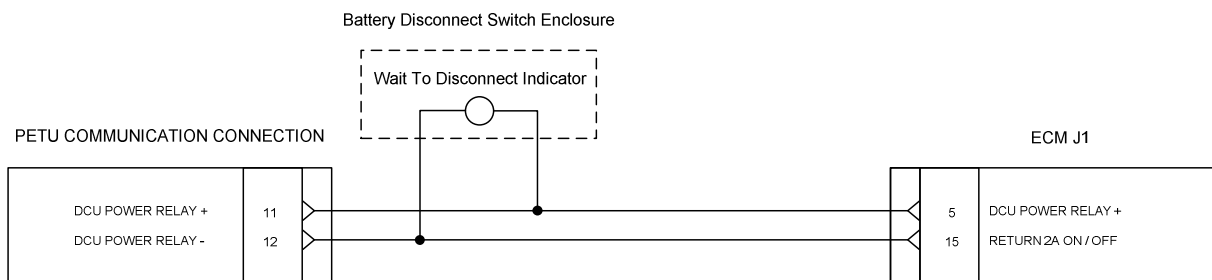 Battery Disconnect Switch Enclosure
Wait To Disconnect Indicator
PETU COMMUNICATION CONNECTION
ECM J1
DCU POWER RELAY + 11 5 DCU POWER RELAY +
DCU POWER RELAY - 12 15 RETURN 2A ON / OFF